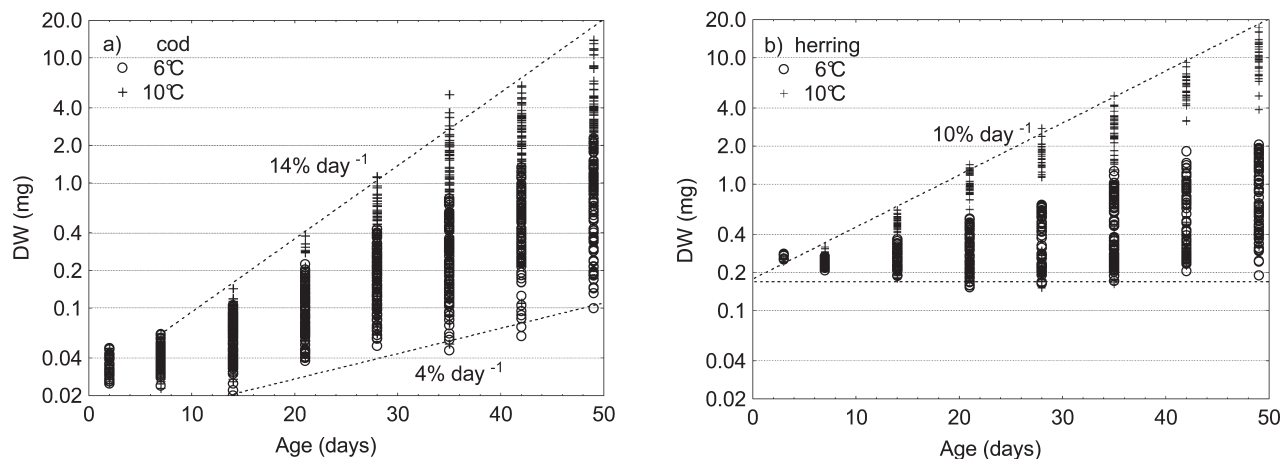 a) cod
○ 6°C
+ 10°C
14% day -1
4% day -1
DW (mg)
20.0
10.0
4.0
2.0
1.0
0.4
0.2
0.1
0.04
0.02
0 10 20 30 40 50
Age (days)
b) herring
○ 6°C
+ 10°C
10% day -1
DW (mg)
20.0
10.0
4.0
2.0
1.0
0.4
0.2
0.1
0.04
0.02
0 10 20 30 40 50
Age (days)